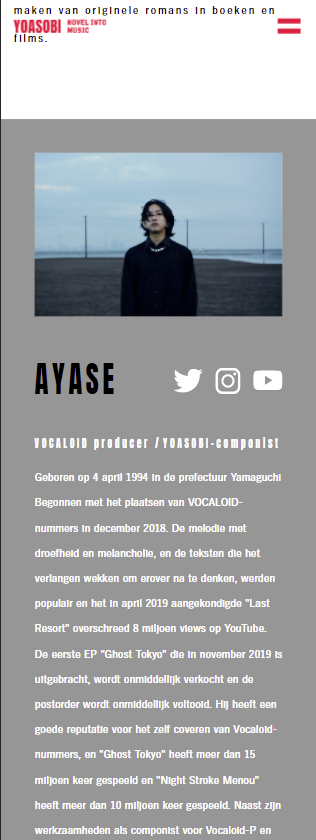 maken van originele romans in boeken en
YOASOBI NOVEL INTO
MUSIC
films.
AYASE
VOCALOID producer / YOASOBI-componist
Geboren op 4 april 1994 in de prefectuur Yamaguchi
Begonnen met het plaatsen van VOCALOID-
nummers in december 2018. De melodie met
droefheid en melancholie, en de teksten die het
verlangen wekken om erover na te denken, werden
populair en het in april 2019 aangekondigde "Last
Resort" overschreed 8 miljoen views op YouTube.
De eerste EP "Ghost Tokyo" die in november 2019 is
uitgebracht, wordt onmiddellijk verkocht en de
postorder wordt onmiddellijk voltooid. Hij heeft een
goede reputatie voor het zelf coveren van Vocaloid-
nummers, en "Ghost Tokyo" heeft meer dan 15
miljoen keer gespeeld en "Night Stroke Menou"
heeft meer dan 10 miljoen keer gespeeld. Naast zijn
werkzaamheden als componist voor Vocaloid-P en